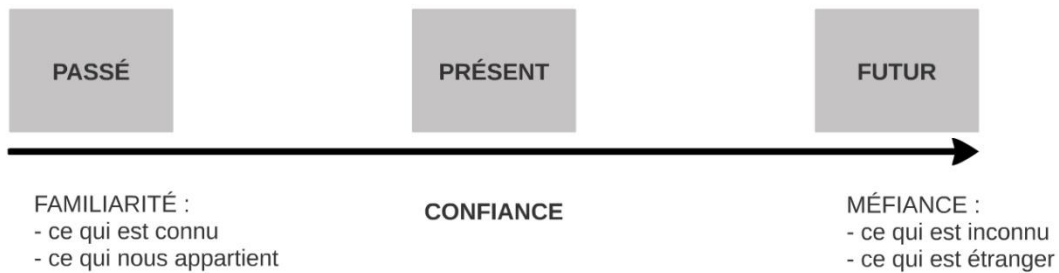 PASSÉ
PRÉSENT
FUTUR
FAMILIARITÉ :
- ce qui est connu
- ce qui nous appartient
CONFIANCE
MÉFIANCE :
- ce qui est inconnu
- ce qui est étranger